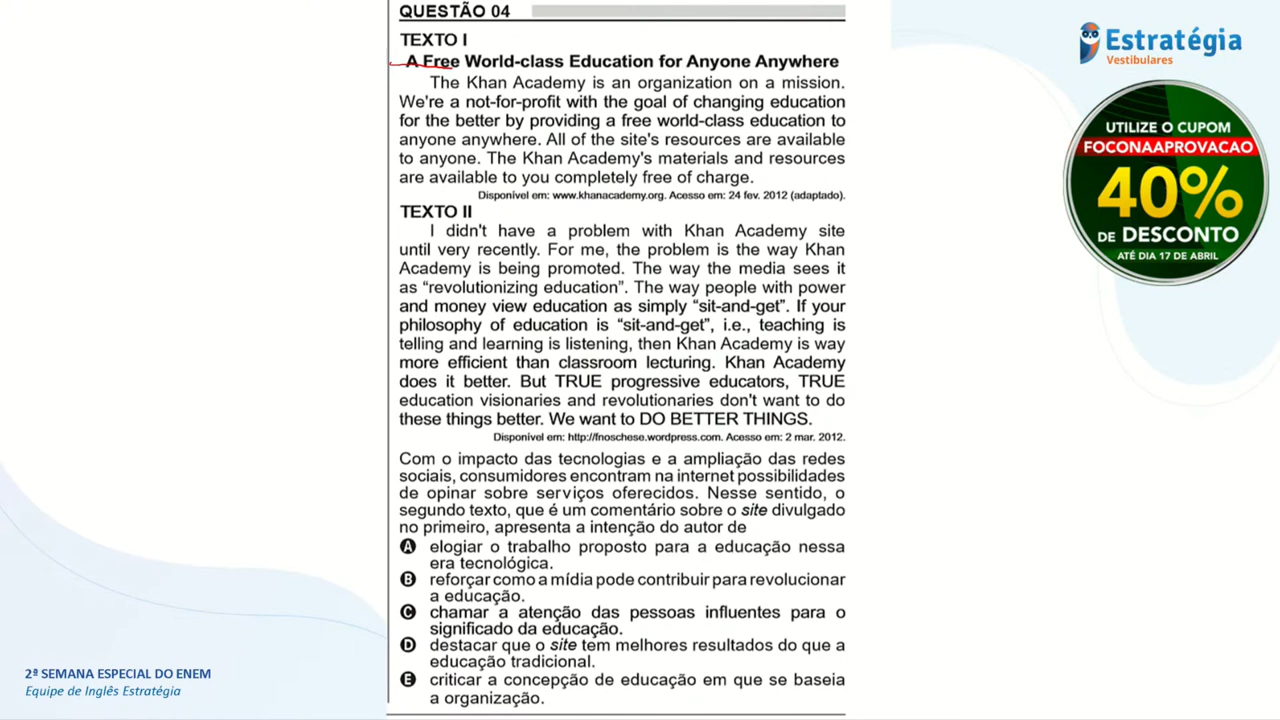 QUESTÃO 04
TEXTO I
A Free World-class Education for Anyone Anywhere
The Khan Academy is an organization on a mission.
We're a not-for-profit with the goal of changing education
for the better by providing a free world-class education to
anyone anywhere. All of the site's resources are available
to anyone. The Khan Academy's materials and resources
are available to you completely free of charge.
Disponível em: www.khanacademy.org. Acesso em: 24 fev. 2012 (adaptado).
TEXTO II
I didn't have a problem with Khan Academy site
until very recently. For me, the problem is the way Khan
Academy is being promoted. The way the media sees it
as “revolutionizing education”. The way people with power
and money view education as simply “sit-and-get”. If your
philosophy of education is “sit-and-get”, i.e., teaching is
telling and learning is listening, then Khan Academy is way
more efficient than classroom lecturing. Khan Academy
does it better. But TRUE progressive educators, TRUE
education visionaries and revolutionaries don't want to do
these things better. We want to DO BETTER THINGS.
Disponível em: http://fnoschese.wordpress.com. Acesso em: 2 mar. 2012.
Com o impacto das tecnologias e a ampliação das redes
sociais, consumidores encontram na internet possibilidades
de opinar sobre serviços oferecidos. Nesse sentido, o
segundo texto, que é um comentário sobre o site divulgado
no primeiro, apresenta a intenção do autor de
A elogiar o trabalho proposto para a educação nessa
era tecnológica.
B reforçar como a mídia pode contribuir para revolucionar
a educação.
C chamar a atenção das pessoas influentes para o
significado da educação.
D destacar que o site tem melhores resultados do que a
educação tradicional.
E criticar a concepção de educação em que se baseia
a organização.
Estratégia
Vestibulares
UTILIZE O CUPOM
FOCONAAPROVACAO
40%
DE DESCONTO
ATÉ DIA 17 DE ABRIL
2ª SEMANA ESPECIAL DO ENEM
Equipe de Inglês Estratégia